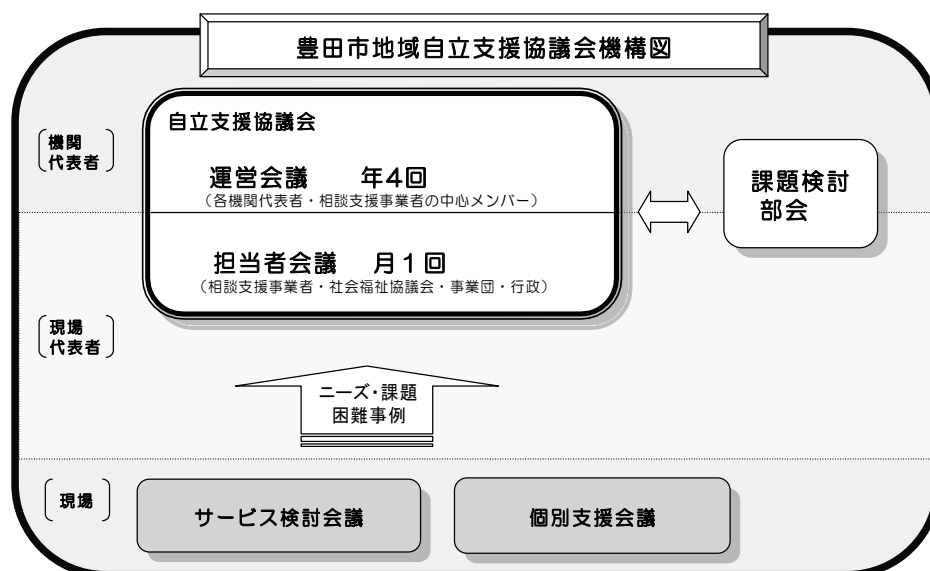 豊田市地域自立支援協議会機構図
自立支援協議会
機関
代表者
運営会議　年4回
（各機関代表者・相談支援事業者の中心メンバー）
課題検討
部会
担当者会議　月１回
（相談支援事業者・社会福祉協議会・事業団・行政）
現場
代表者
ニーズ・課題
困難事例
現場
サービス検討会議
個別支援会議